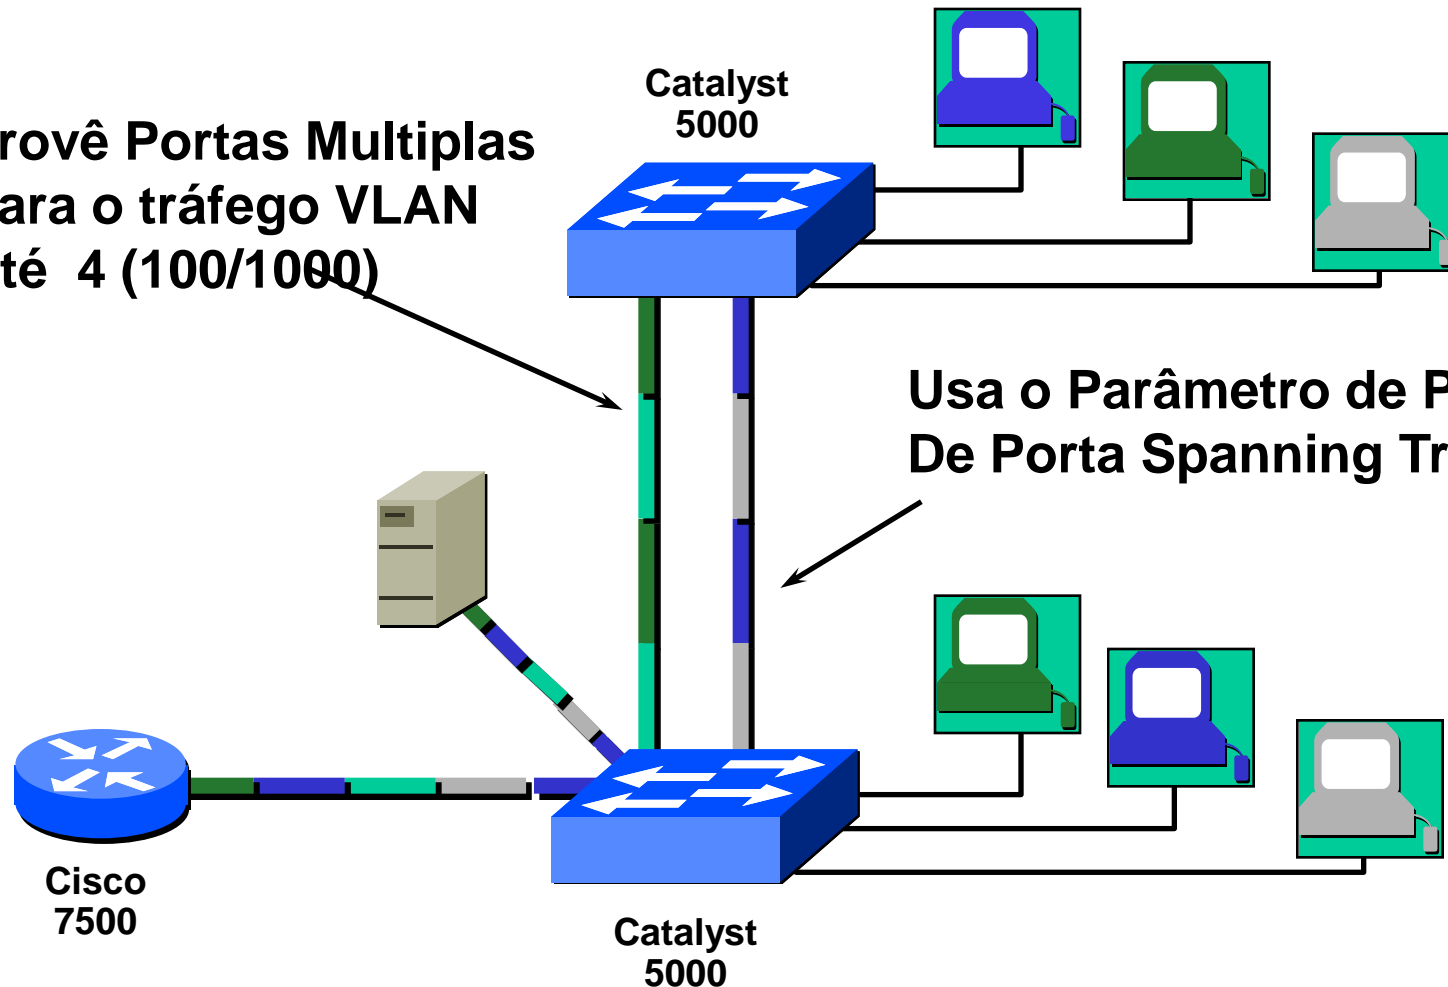 Catalyst
5000
rovê Portas Multiplas
ara o tráfego VLAN
té 4 (100/1000)
Usa o Parâmetro de P
De Porta Spanning Tr
Cisco
7500
Catalyst
5000